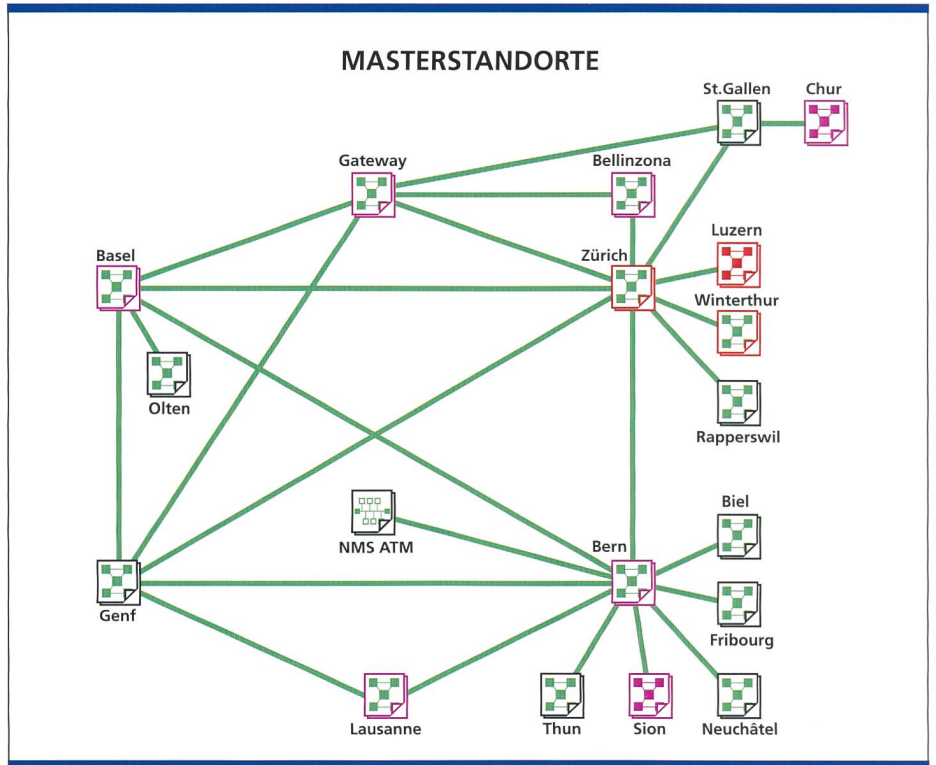 MASTERSTANDORTE
St.Gallen
Chur
Gateway
Bellinzona
Luzern
Basel
Zürich
Winterthur
Olten
Rapperswil
Biel
NMS ATM
Bern
Genf
Fribourg
Lausanne
Thun
Sion
Neuchâtel